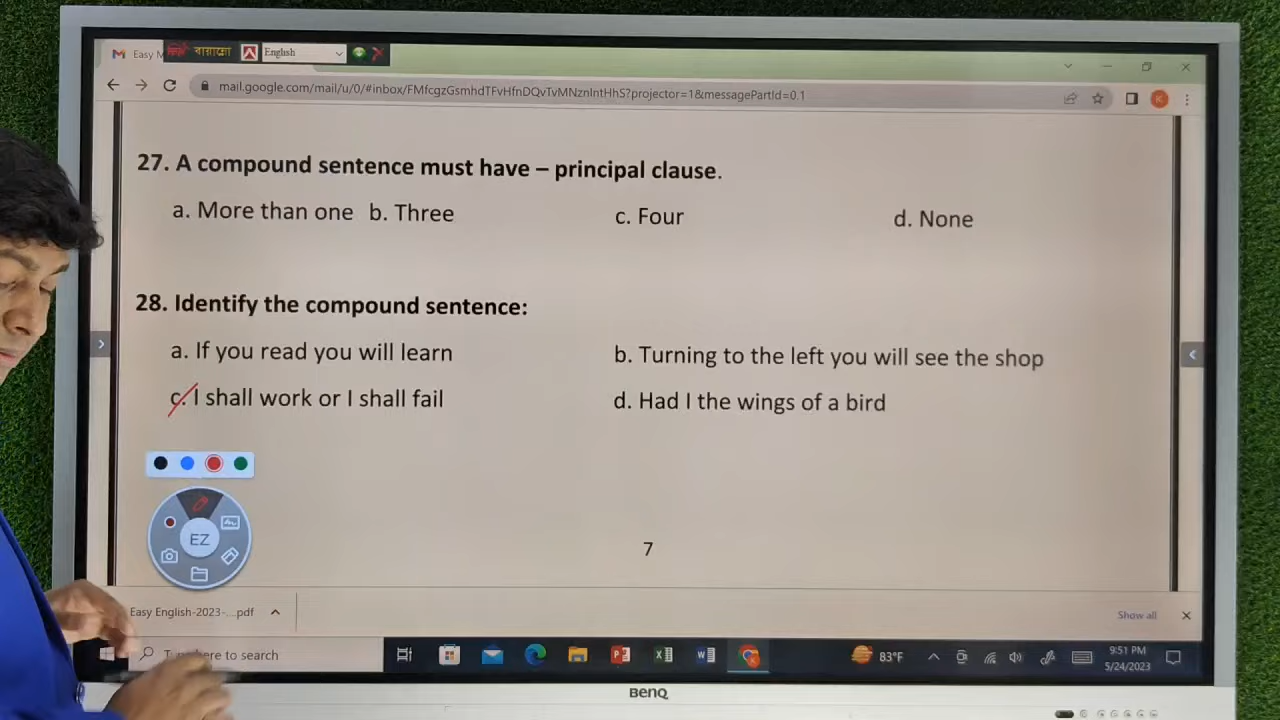 Easy M
বায়ান্নো
English
mail.google.com/mail/u/0/#inbox/FMfcgzGsmhdTFvHfnDQvTvMNznIntHhS?projector=1&messagePartId=0.1
K
27. A compound sentence must have – principal clause.
a. More than one b. Three c. Four d. None
28. Identify the compound sentence:
a. If you read you will learn b. Turning to the left you will see the shop
c. I shall work or I shall fail d. Had I the wings of a bird
EZ
7
Easy English-2023-....pdf
Show all
Type here to search
83°F
9:51 PM
5/24/2023
BenQ